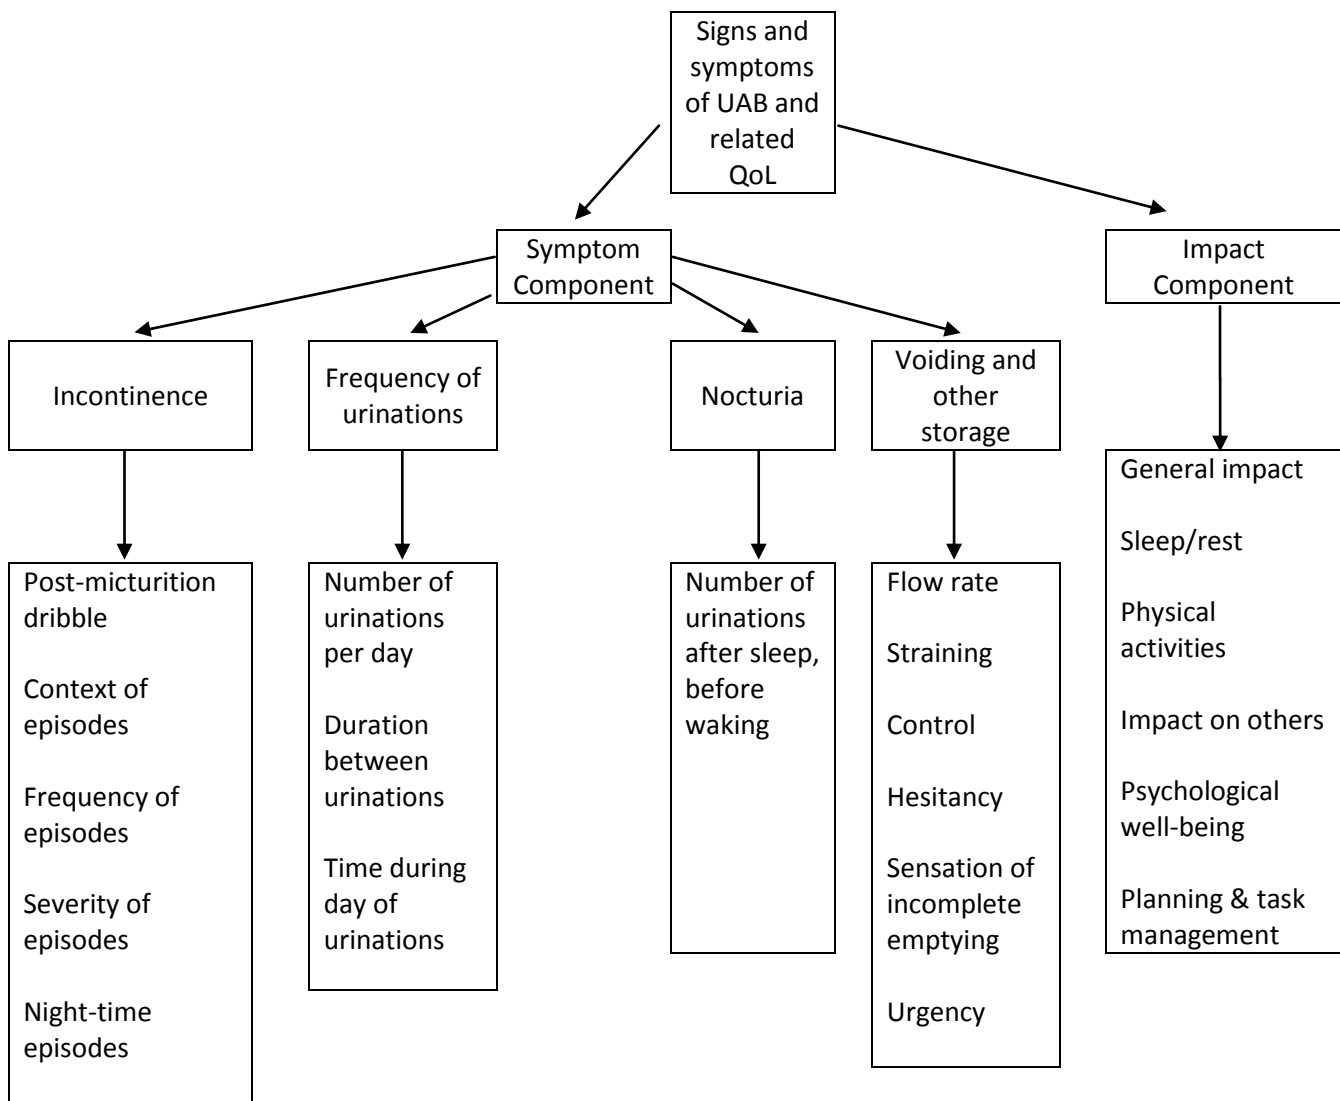 Signs and
symptoms
of UAB and
related
QoL
Symptom
Component
Impact
Component
Incontinence
Frequency of
urinations
Nocturia
Voiding and
other
storage
Post-micturition
dribble
Context of
episodes
Frequency of
episodes
Severity of
episodes
Night-time
episodes
Number of
urinations
per day
Duration
between
urinations
Time during
day of
urinations
Number of
urinations
after sleep,
before
waking
Flow rate
Straining
Control
Hesitancy
Sensation of
incomplete
emptying
Urgency
General impact
Sleep/rest
Physical
activities
Impact on others
Psychological
well-being
Planning & task
management